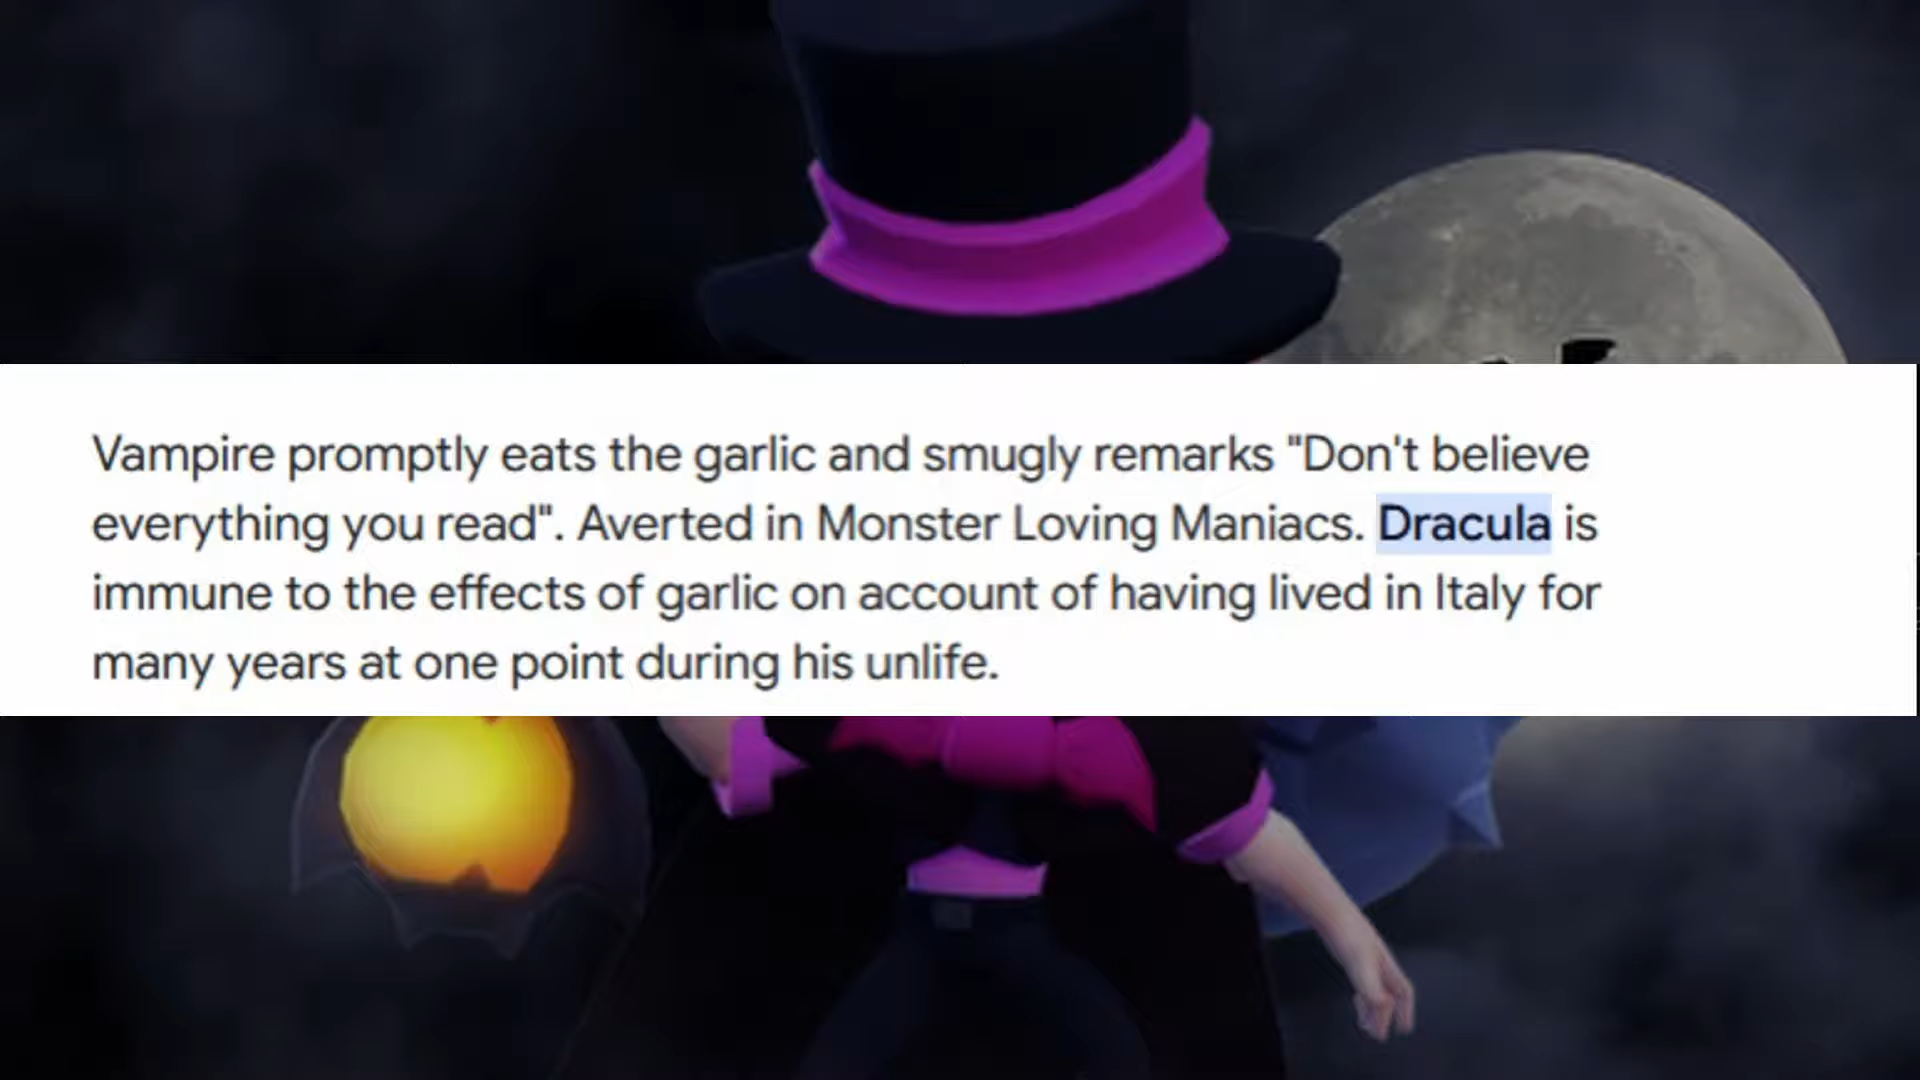 Vampire promptly eats the garlic and smugly remarks "Don't believe
everything you read". Averted in Monster Loving Maniacs. Dracula is
immune to the effects of garlic on account of having lived in Italy for
many years at one point during his unlife.